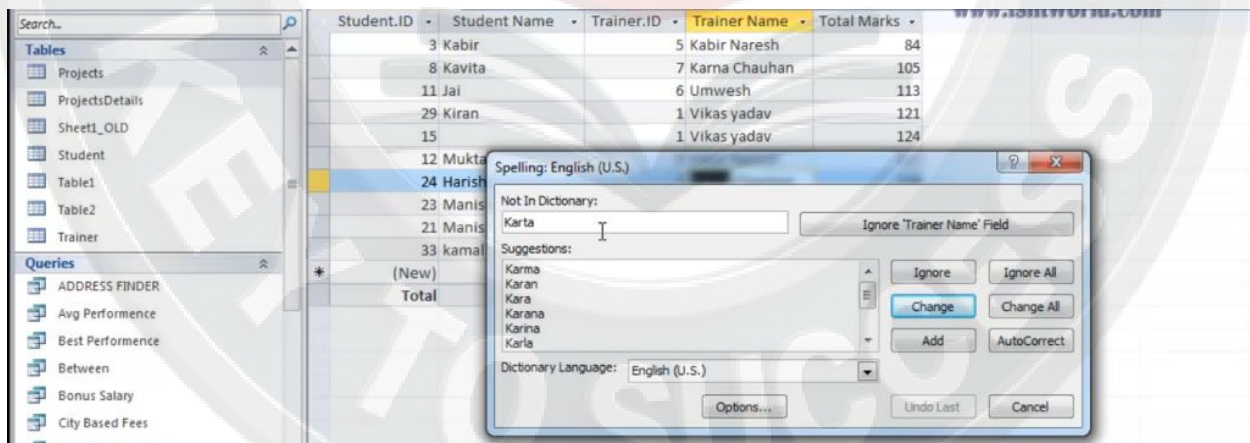 Search...
Student.ID Student Name Trainer.ID Trainer Name Total Marks
Tables
Projects
ProjectsDetails
Sheet1_OLD
Student
Table1
Table2
Trainer
Queries
ADDRESS FINDER
Avg Performence
Best Performence
Between
Bonus Salary
City Based Fees
3 Kabir 5 Kabir Naresh 84
8 Kavita 7 Karna Chauhan 105
11 Jai 6 Umwesh 113
29 Kiran 1 Vikas yadav 121
15 1 Vikas yadav 124
12 Mukta
24 Harish
23 Manis
21 Manis
33 kamal
(New)
Total
Spelling: English (U.S.)
Not In Dictionary:
Karta
Ignore 'Trainer Name' Field
Suggestions:
Karma
Karan
Kara
Karana
Karina
Karla
Ignore Ignore All
Change Change All
Add AutoCorrect
Dictionary Language: English (U.S.)
Options... Undo Last Cancel
KEY TO SUCCESS